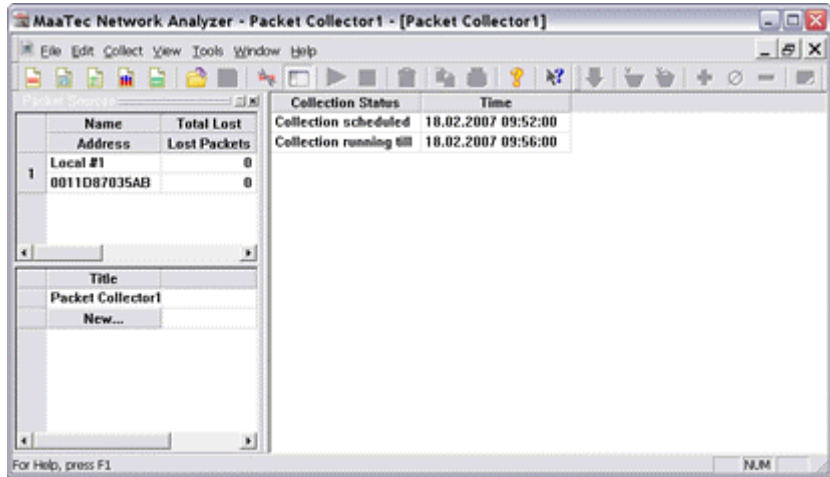 MaaTec Network Analyzer - Packet Collector1 - [Packet Collector1]
File Edit Collect View Tools Window Help
Packet Sources
Name Total Lost
Address Lost Packets
1
Local #1 0
0011D87035AB 0
Title
Packet Collector1
New...
Collection Status Time
Collection scheduled 18.02.2007 09:52:00
Collection running till 18.02.2007 09:56:00
For Help, press F1
NUM